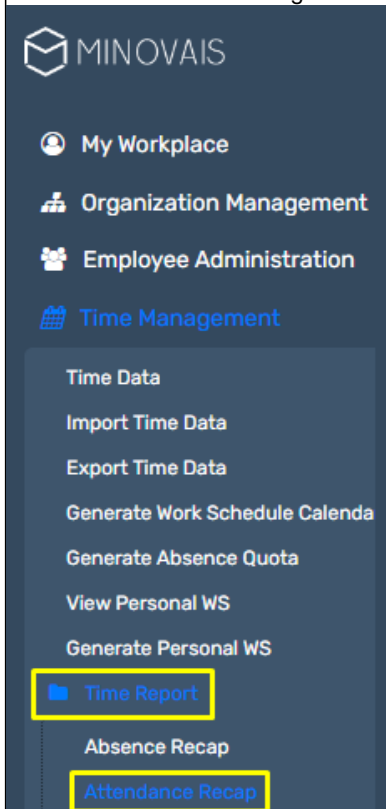 MINOVAIS
My Workplace
Organization Management
Employee Administration
Time Management
Time Data
Import Time Data
Export Time Data
Generate Work Schedule Calenda
Generate Absence Quota
View Personal WS
Generate Personal WS
Time Report
Absence Recap
Attendance Recap